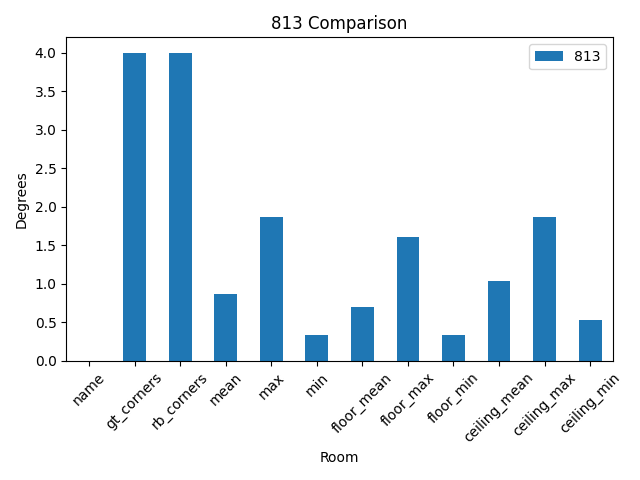 813 Comparison
813
Degrees
4.0
3.5
3.0
2.5
2.0
1.5
1.0
0.5
0.0
name
gt_corners
rb_corners
mean
max
min
floor_mean
floor_max
floor_min
ceiling_mean
ceiling_max
ceiling_min
Room